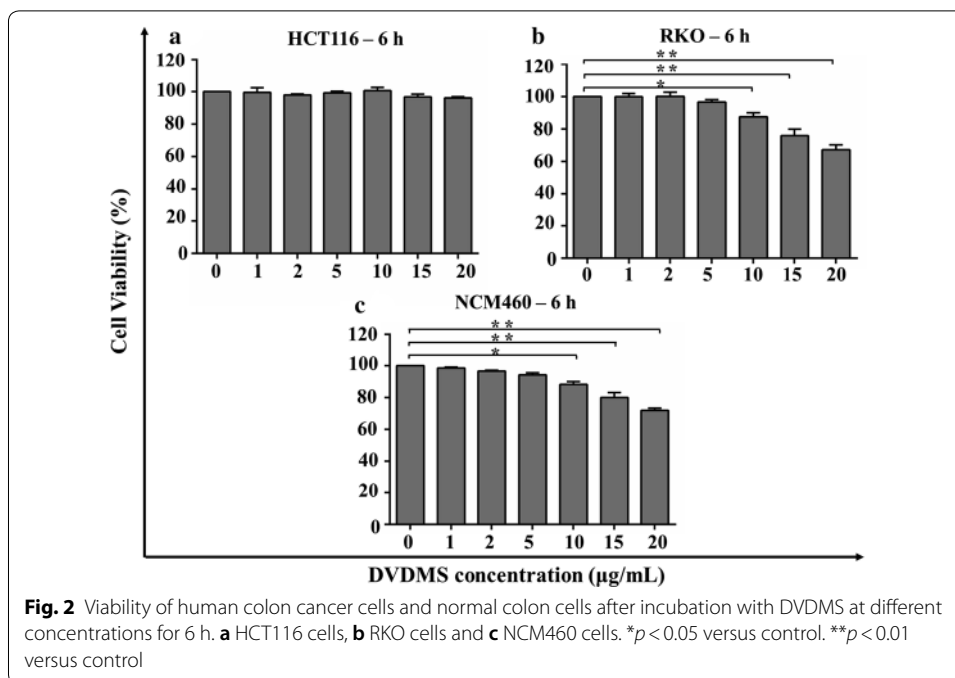 a
HCT116 – 6 h
120
100
80
60
40
20
0
0 1 2 5 10 15 20
b
RKO – 6 h
**
**
*
120
100
80
60
40
20
0
0 1 2 5 10 15 20
c
NCM460 – 6 h
**
**
*
120
100
80
60
40
20
0
0 1 2 5 10 15 20
Cell Viability (%)
DVDMS concentration (μg/mL)
Fig. 2 Viability of human colon cancer cells and normal colon cells after incubation with DVDMS at different
concentrations for 6 h. a HCT116 cells, b RKO cells and c NCM460 cells. *p < 0.05 versus control. **p < 0.01
versus control